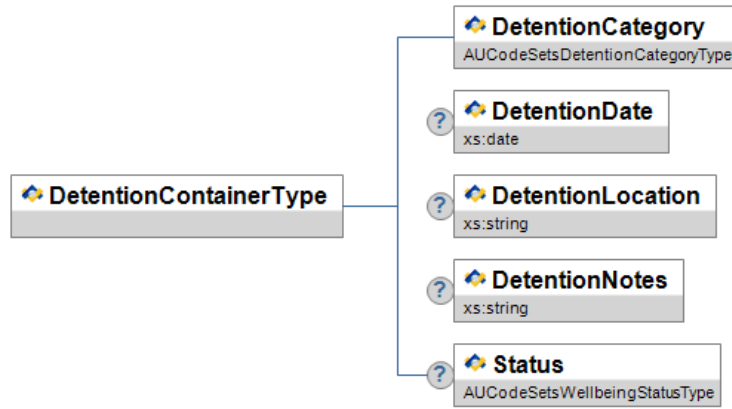 DetentionCategory
AUCodeSetsDetentionCategoryType
?
DetentionDate
xs:date
DetentionContainerType
?
DetentionLocation
xs:string
?
DetentionNotes
xs:string
?
Status
AUCodeSetsWellbeingStatusType